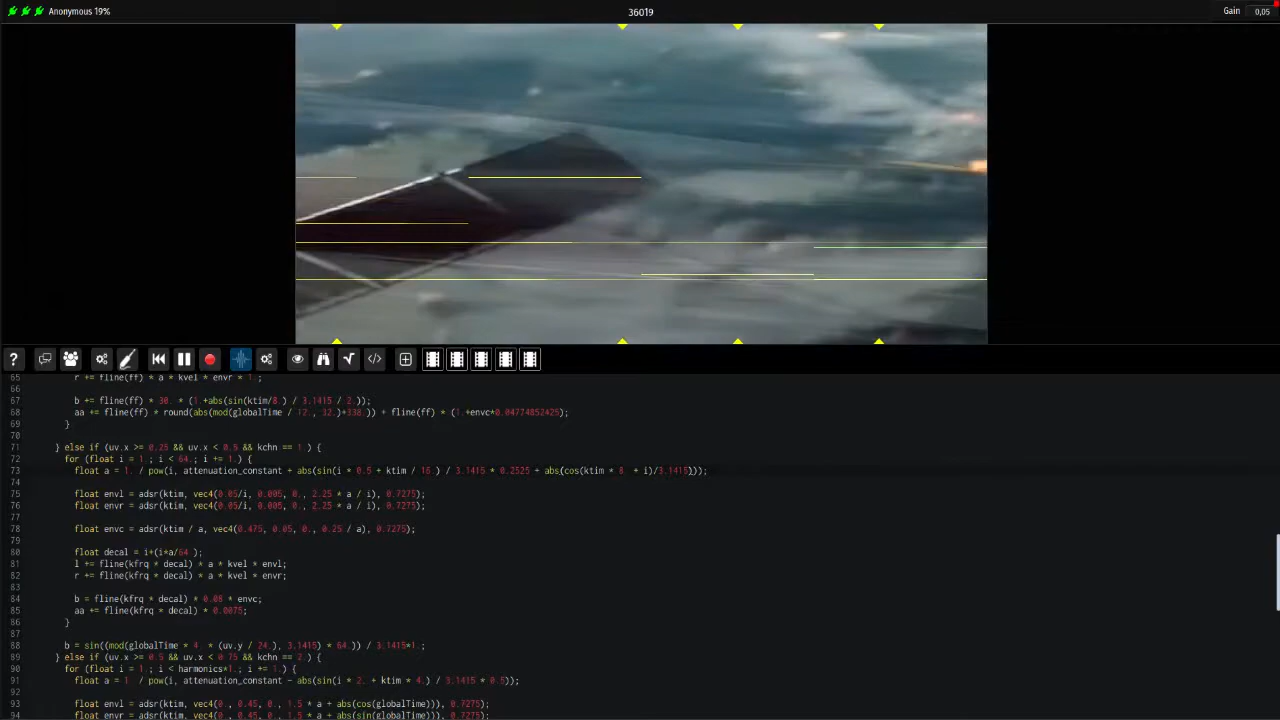 Anonymous 19%
36019
Gain 0,05
65 r += fline(ff) * a * kvel * envr * 1.;
66
67 b += fline(ff) * 30. * (1.+abs(sin(ktim/8.) / 3.1415 / 2.));
68 aa += fline(ff) * round(abs(mod(globalTime / 12., 32.)+338.)) + fline(ff) * (1.+envc*0.04774852425);
69 }
70
71 } else if (uv.x >= 0.25 && uv.x < 0.5 && kchn == 1.) {
72 for (float i = 1.; i < 64.; i += 1.) {
73 float a = 1. / pow(i, attenuation_constant + abs(sin(i * 0.5 + ktim / 16.) / 3.1415 * 0.2525 + abs(cos(ktim * 8. + i)/3.1415)));
74
75 float envl = adsr(ktim, vec4(0.05/i, 0.005, 0., 2.25 * a / i), 0.7275);
76 float envr = adsr(ktim, vec4(0.05/i, 0.005, 0., 2.25 * a / i), 0.7275);
77
78 float envc = adsr(ktim / a, vec4(0.475, 0.05, 0., 0.25 / a), 0.7275);
79
80 float decal = i+(i*a/64.);
81 l += fline(kfrq * decal) * a * kvel * envl;
82 r += fline(kfrq * decal) * a * kvel * envr;
83
84 b = fline(kfrq * decal) * 0.08 * envc;
85 aa += fline(kfrq * decal) * 0.0075;
86 }
87
88 b = sin((mod(globalTime * 4. * (uv.y / 24.), 3.1415) * 64.)) / 3.1415*1.;
89 } else if (uv.x >= 0.5 && uv.x < 0.75 && kchn == 2.) {
90 for (float i = 1.; i < harmonics*1.; i += 1.) {
91 float a = 1. / pow(i, attenuation_constant - abs(sin(i * 2. + ktim * 4.) / 3.1415 * 0.5));
92
93 float envl = adsr(ktim, vec4(0., 0.45, 0., 1.5 * a + abs(cos(globalTime))), 0.7275);
94 float envr = adsr(ktim, vec4(0., 0.45, 0., 1.5 * a + abs(sin(globalTime))), 0.7275);